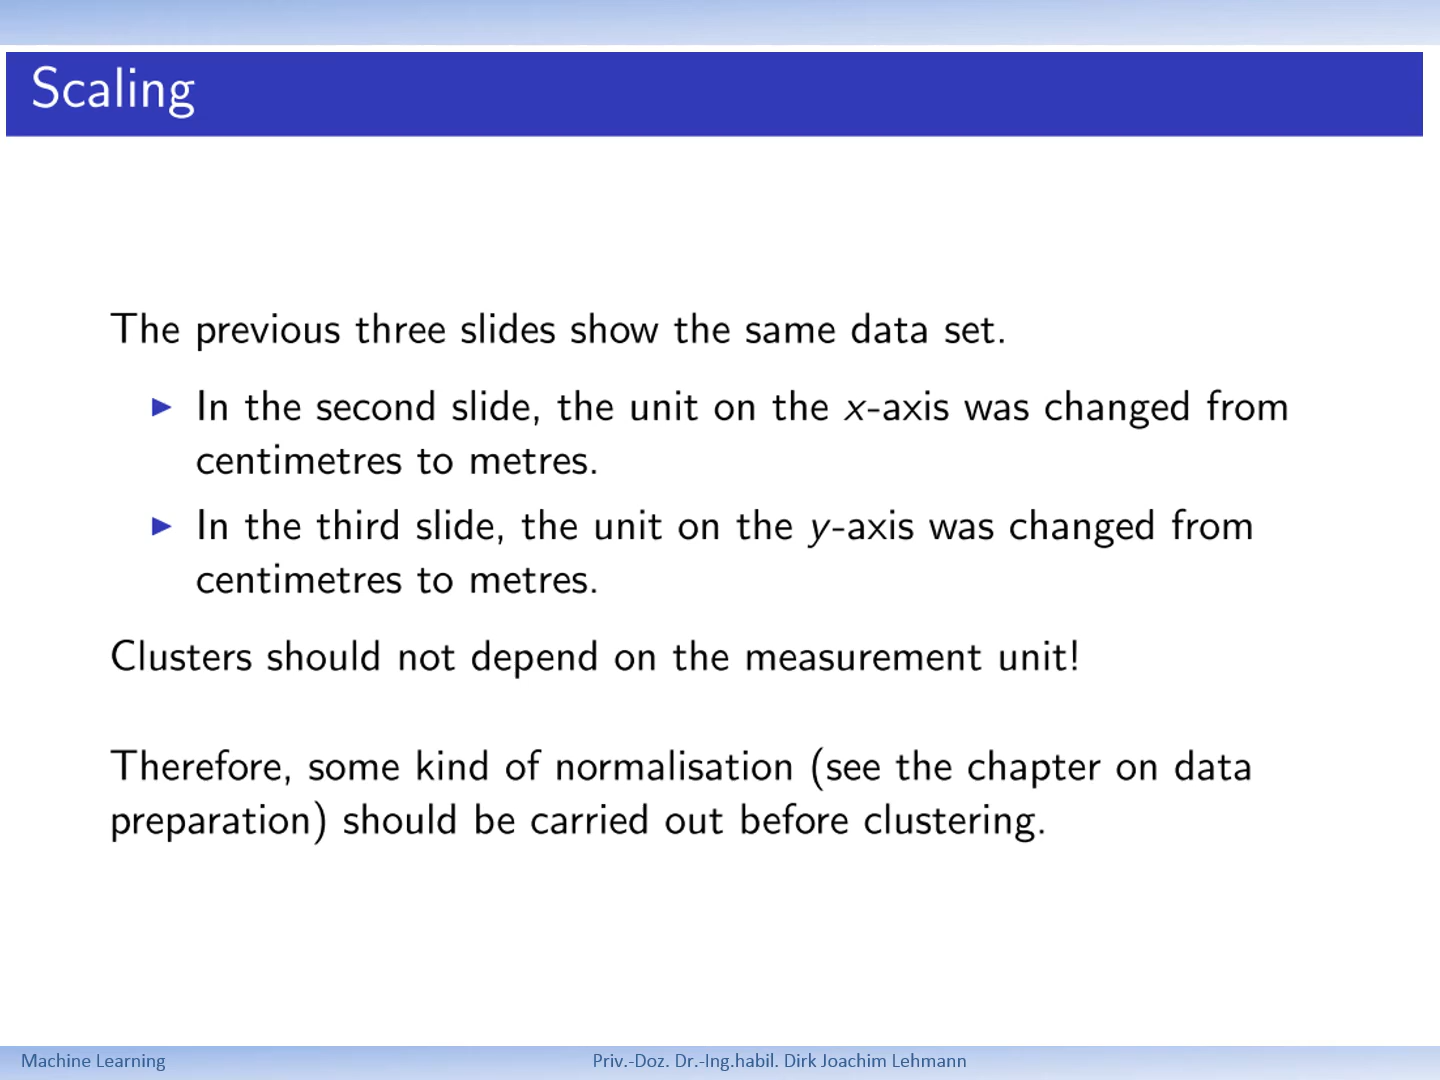 Scaling
The previous three slides show the same data set.
▶ In the second slide, the unit on the x-axis was changed from
centimetres to metres.
▶ In the third slide, the unit on the y-axis was changed from
centimetres to metres.
Clusters should not depend on the measurement unit!
Therefore, some kind of normalisation (see the chapter on data
preparation) should be carried out before clustering.
Machine Learning
Priv.-Doz. Dr.-Ing.habil. Dirk Joachim Lehmann